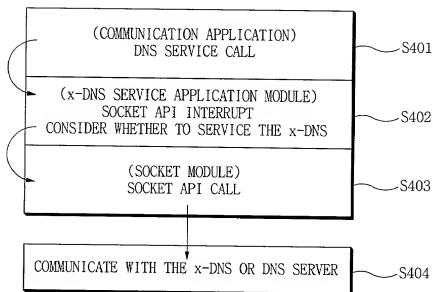 (COMMUNICATION APPLICATION)
DNS SERVICE CALL
S401
(x-DNS SERVICE APPLICATION MODULE)
SOCKET API INTERRUPT
CONSIDER WHETHER TO SERVICE THE x-DNS
S402
(SOCKET MODULE)
SOCKET API CALL
S403
COMMUNICATE WITH THE x-DNS OR DNS SERVER
S404